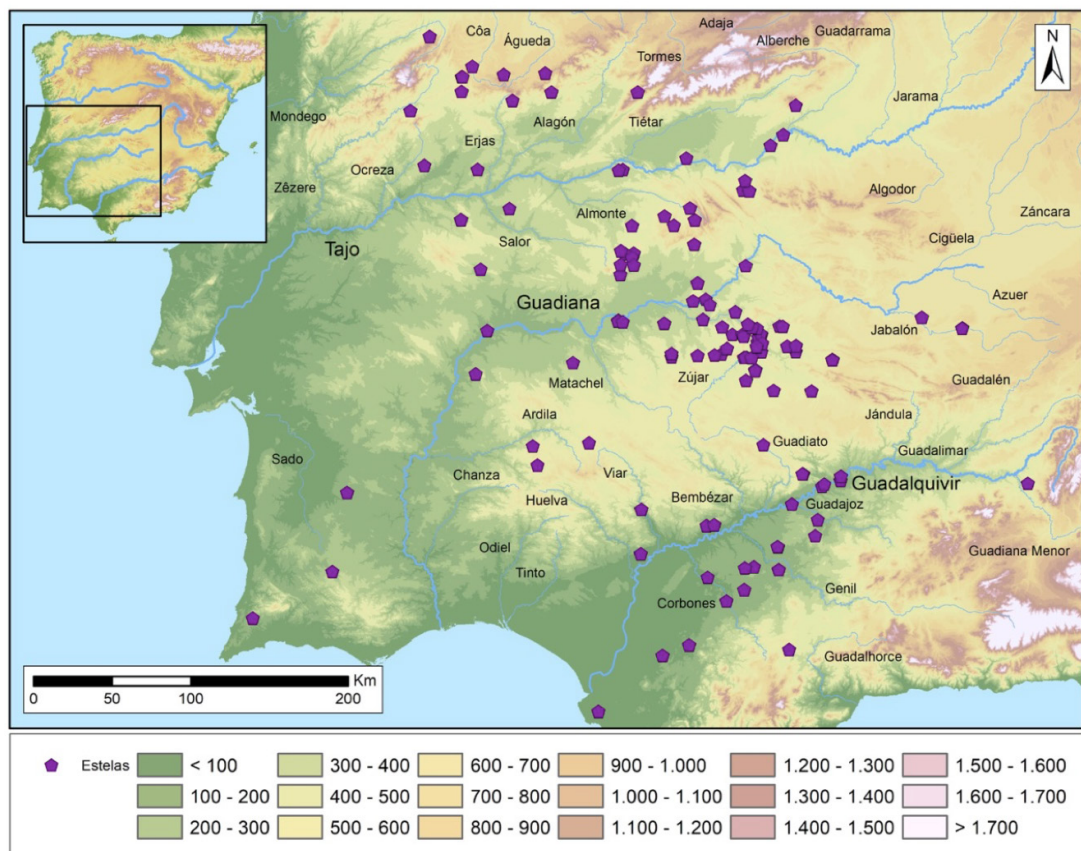 Adaja
Guadarrama
N
Côa
Águeda
Tormes
Alberche
Jarama
Mondego
Alagón
Tiétar
Erjas
Ocreza
Zêzere
Algodor
Záncara
Almonte
Cigüela
Salor
Tajo
Guadiana
Azuer
Jabalón
Zújar
Guadalén
Matachel
Jándula
Ardila
Guadiato
Guadalimar
Sado
Chanza
Viar
Guadalquivir
Huelva
Bembézar
Guadajoz
Odiel
Guadiana Menor
Tinto
Genil
Corbones
Guadalhorce
Km
0 50 100 200
Estelas
< 100 300 - 400 600 - 700 900 - 1.000 1.200 - 1.300 1.500 - 1.600
100 - 200 400 - 500 700 - 800 1.000 - 1.100 1.300 - 1.400 1.600 - 1.700
200 - 300 500 - 600 800 - 900 1.100 - 1.200 1.400 - 1.500 > 1.700